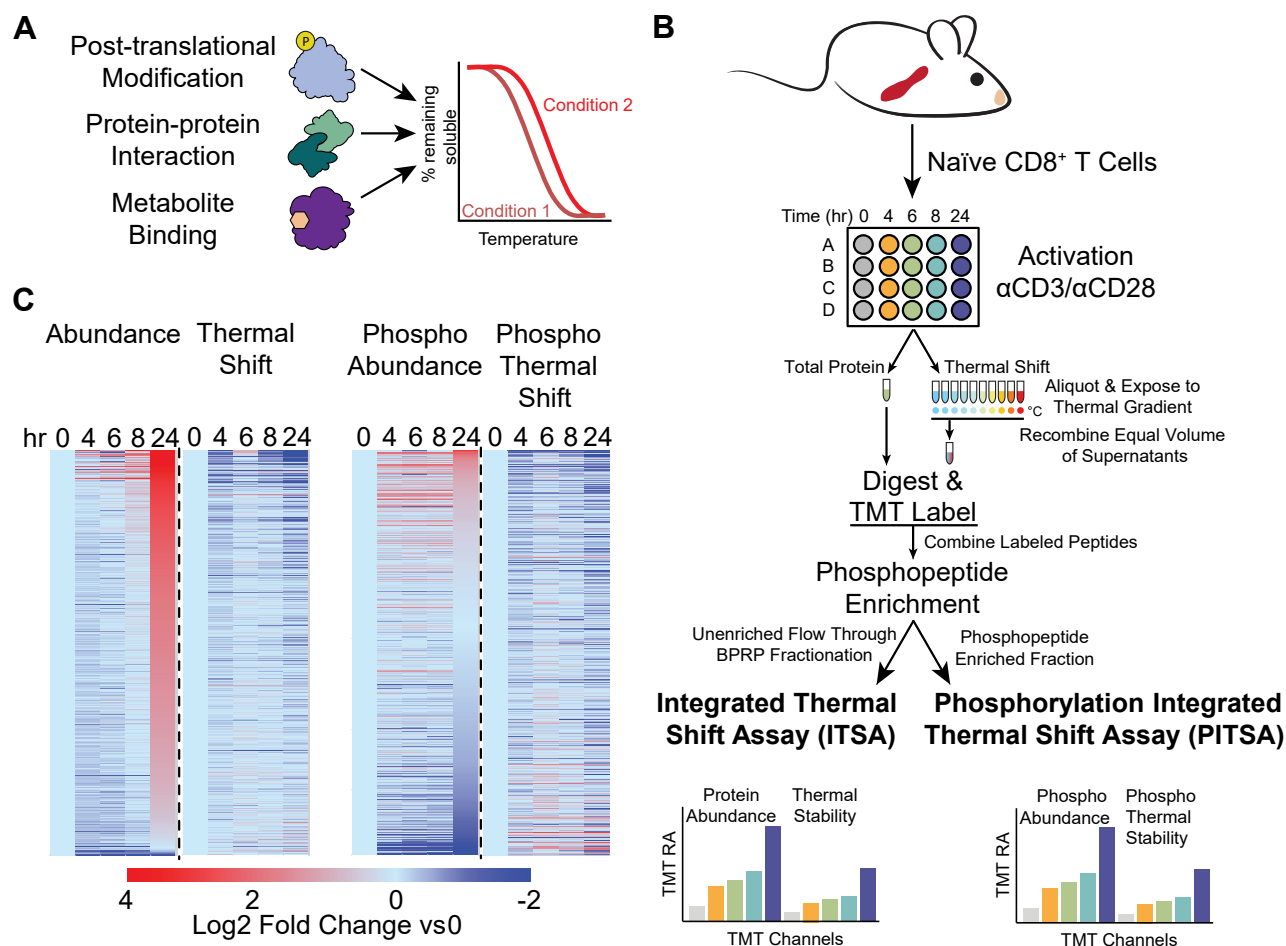 A
Post-translational
Modification
P
Protein-protein
Interaction
Metabolite
Binding
% remaining
soluble
Condition 2
Condition 1
Temperature
B
Naïve CD8+ T Cells
Time (hr) 0 4 6 8 24
A
B
C
D
Activation
αCD3/αCD28
Total Protein
Thermal Shift
°C
Aliquot & Expose to
Thermal Gradient
Recombine Equal Volume
of Supernatants
Digest &
TMT Label
Combine Labeled Peptides
Phosphopeptide
Enrichment
Unenriched Flow Through
BPRP Fractionation
Phosphopeptide
Enriched Fraction
Integrated Thermal
Shift Assay (ITSA)
Phosphorylation Integrated
Thermal Shift Assay (PITSA)
TMT RA
Protein
Abundance
Thermal
Stability
TMT Channels
TMT RA
Phospho
Abundance
Phospho
Thermal
Stability
TMT Channels
C
Abundance
Thermal
Shift
Phospho
Abundance
Phospho
Thermal
Shift
hr 0 4 6 8 24 0 4 6 8 24 0 4 6 8 24 0 4 6 8 24
4 2 0 -2
Log2 Fold Change vs0